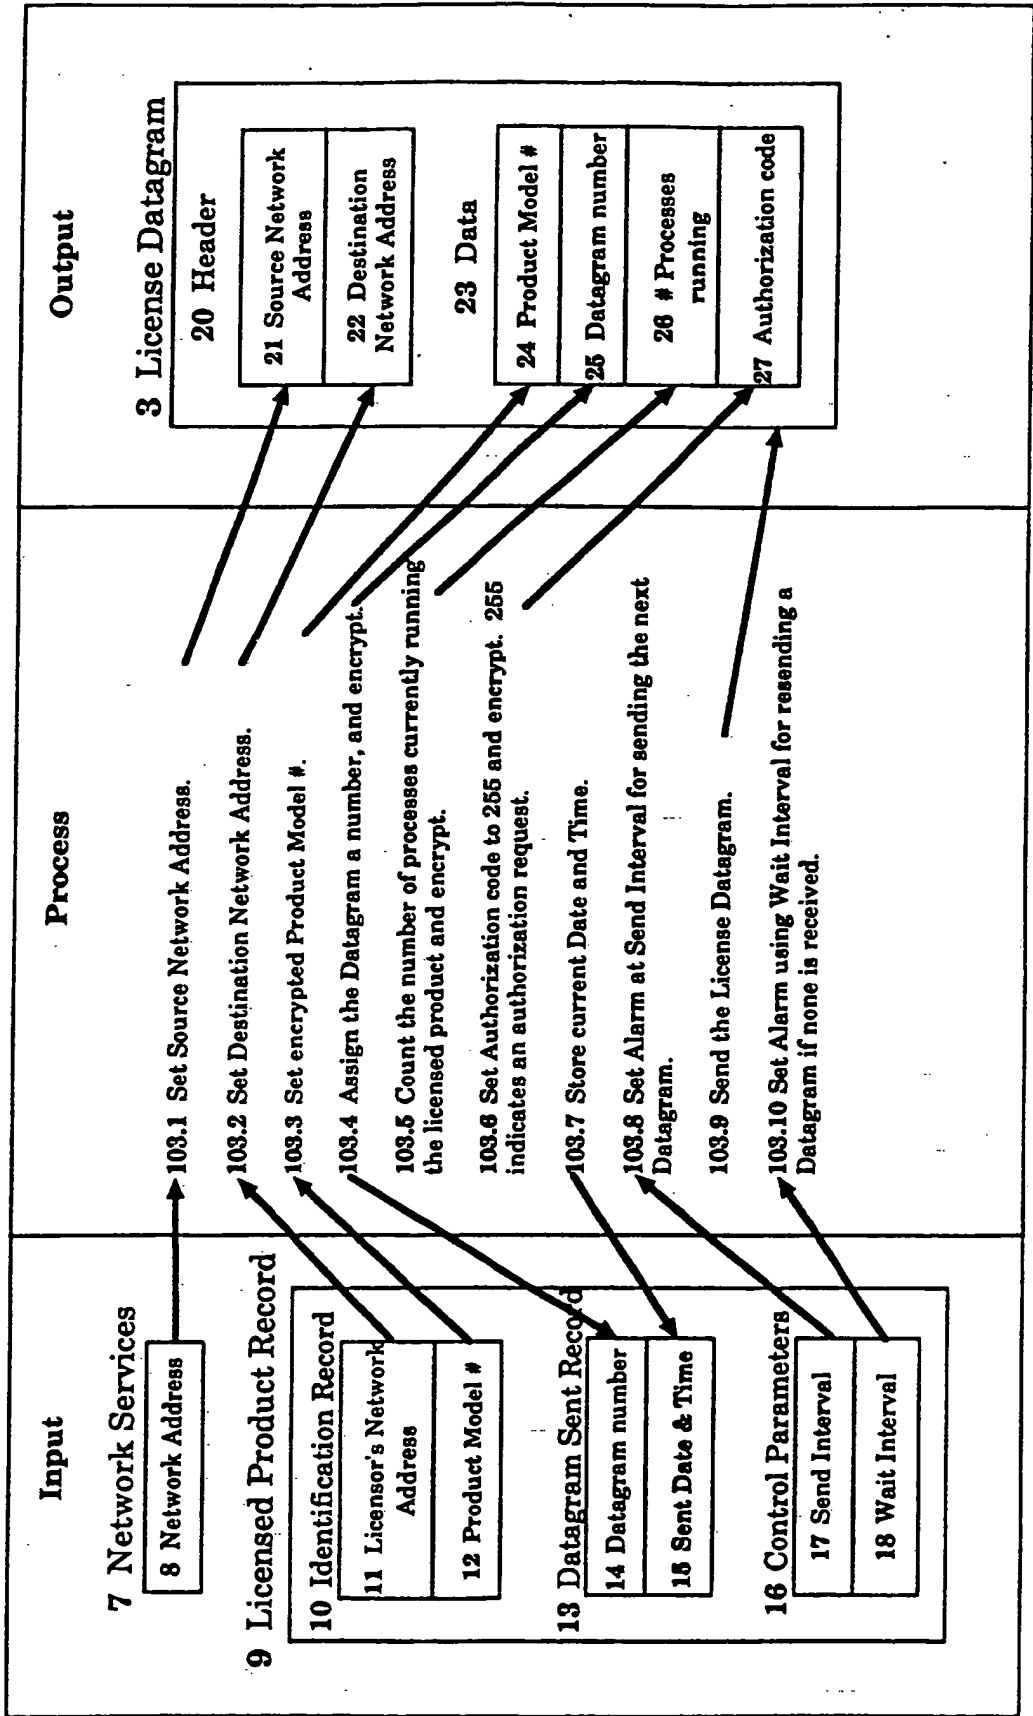 Input
7 Network Services
8 Network Address
9 Licensed Product Record
10 Identification Record
11 Licensor's Network
Address
12 Product Model #
13 Datagram Sent Record
14 Datagram number
15 Sent Date & Time
16 Control Parameters
17 Send Interval
18 Wait Interval
Process
103.1 Set Source Network Address.
103.2 Set Destination Network Address.
103.3 Set encrypted Product Model #.
103.4 Assign the Datagram a number, and encrypt.
103.5 Count the number of processes currently running
the licensed product and encrypt.
103.6 Set Authorization code to 255 and encrypt. 255
indicates an authorization request.
103.7 Store current Date and Time.
103.8 Set Alarm at Send Interval for sending the next
Datagram.
103.9 Send the License Datagram.
103.10 Set Alarm using Wait Interval for resending a
Datagram if none is received.
Output
3 License Datagram
20 Header
21 Source Network
Address
22 Destination
Network Address
23 Data
24 Product Model #
25 Datagram number
26 # Processes
running
27 Authorization code